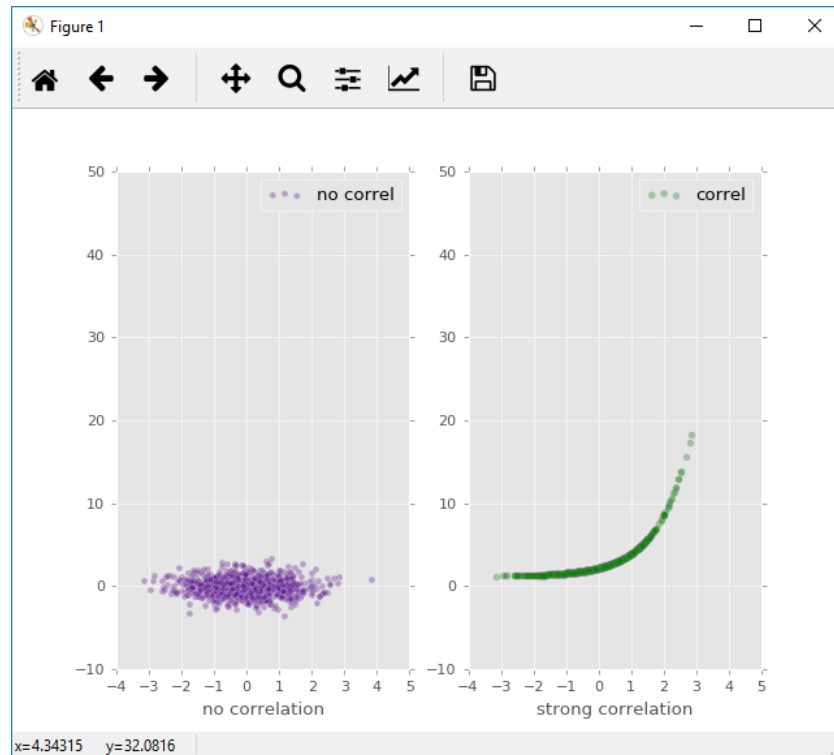 Figure 1
no correl
correl
50
40
30
20
10
0
−10
−4 −3 −2 −1 0 1 2 3 4 5
no correlation
50
40
30
20
10
0
−10
−4 −3 −2 −1 0 1 2 3 4 5
strong correlation
x=4.34315 y=32.0816